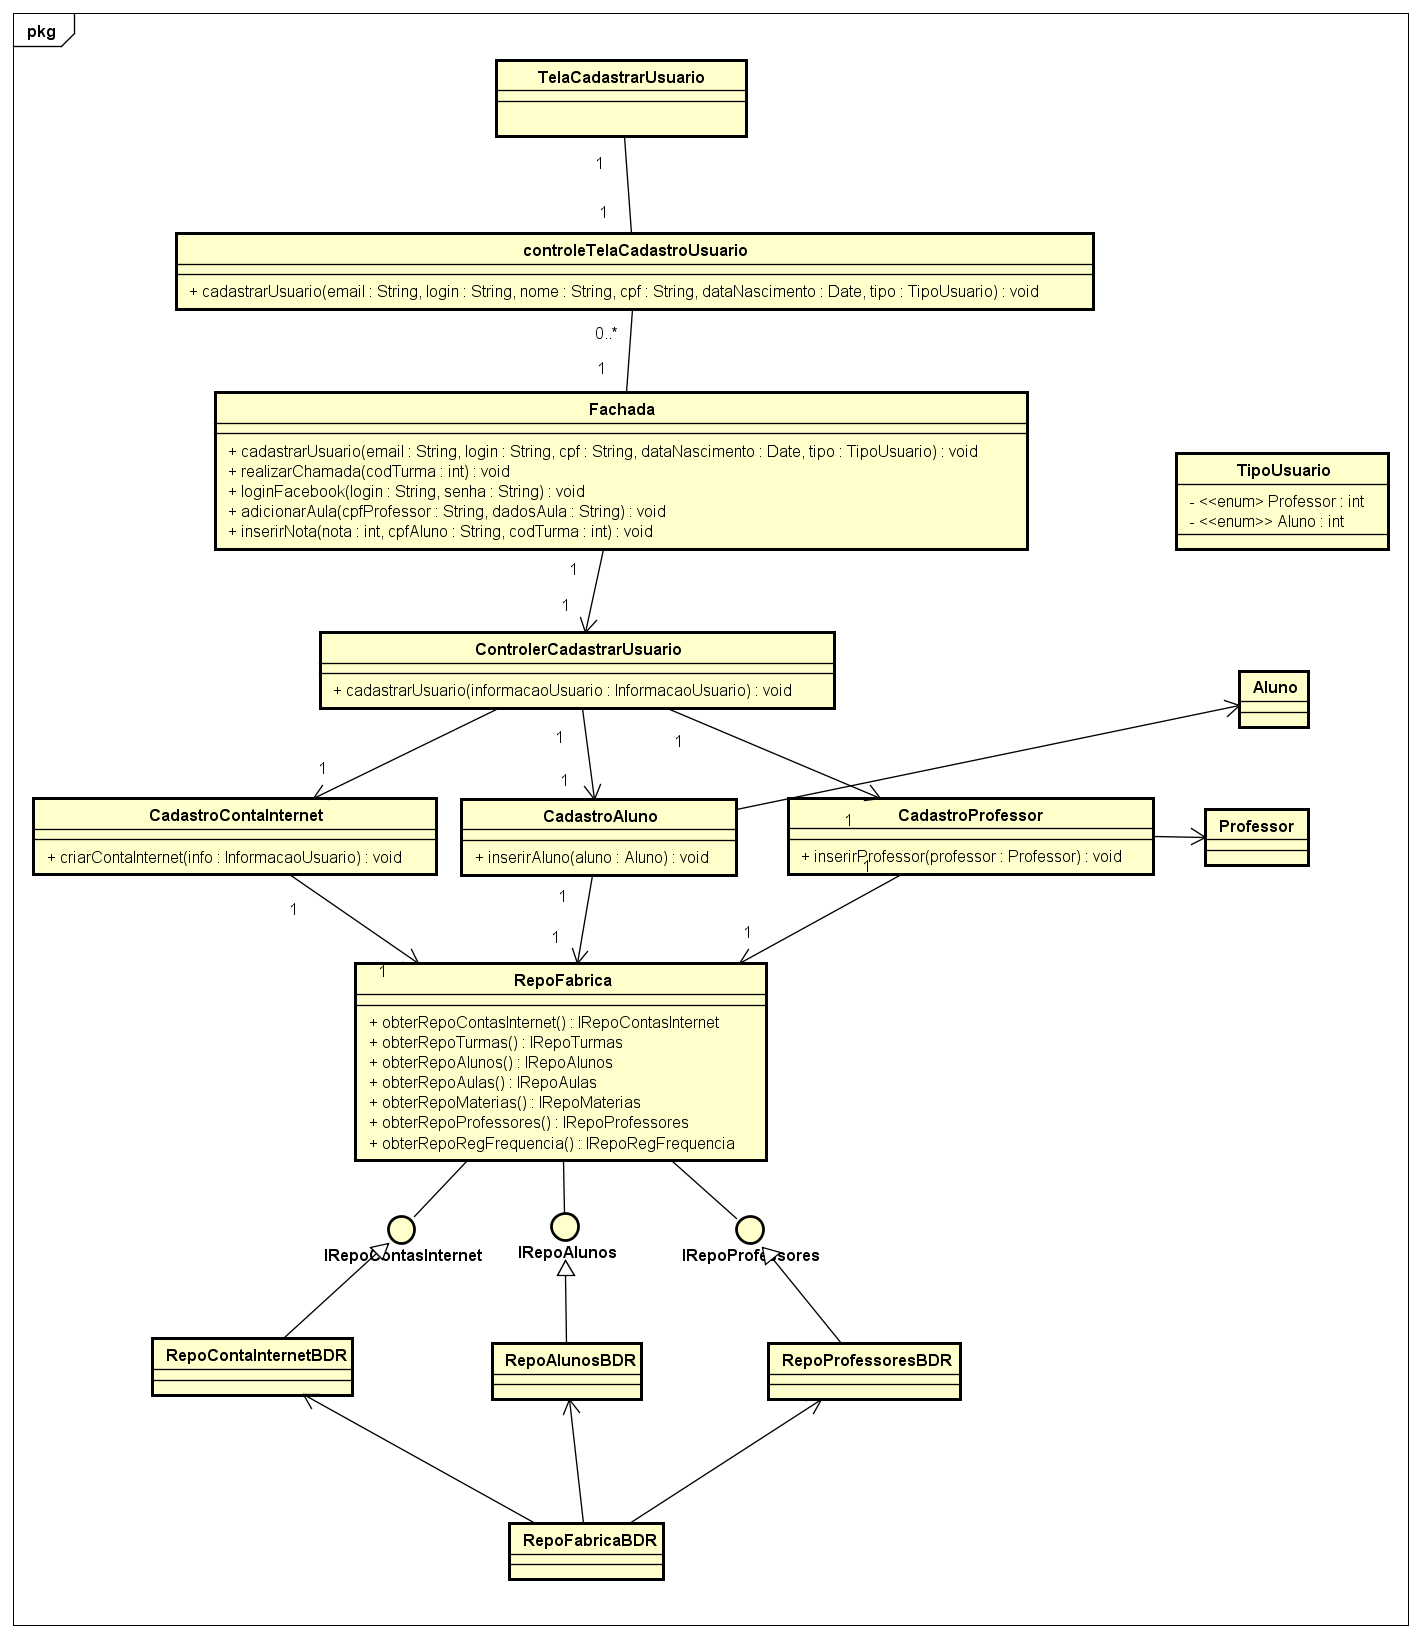 pkg
TelaCadastrarUsuario
1
1
controleTelaCadastroUsuario
+ cadastrarUsuario(email : String, login : String, nome : String, cpf : String, dataNascimento : Date, tipo : TipoUsuario) : void
0..*
1
Fachada
+ cadastrarUsuario(email : String, login : String, cpf : String, dataNascimento : Date, tipo : TipoUsuario) : void
+ realizarChamada(codTurma : int) : void
+ loginFacebook(login : String, senha : String) : void
+ adicionarAula(cpfProfessor : String, dadosAula : String) : void
+ inserirNota(nota : int, cpfAluno : String, codTurma : int) : void
TipoUsuario
- <<enum> Professor : int
- <<enum>> Aluno : int
1
1
ControlerCadastrarUsuario
+ cadastrarUsuario(informacaoUsuario : InformacaoUsuario) : void
Aluno
1
1
1
1
CadastroContaInternet
+ criarContaInternet(info : InformacaoUsuario) : void
CadastroAluno
+ inserirAluno(aluno : Aluno) : void
CadastroProfessor
1
+ inserirProfessor(professor : Professor) : void
1
Professor
1
1
1
1
1
RepoFabrica
+ obterRepoContasInternet() : IRepoContasInternet
+ obterRepoTurmas() : IRepoTurmas
+ obterRepoAlunos() : IRepoAlunos
+ obterRepoAulas() : IRepoAulas
+ obterRepoMaterias() : IRepoMaterias
+ obterRepoProfessores() : IRepoProfessores
+ obterRepoRegFrequencia() : IRepoRegFrequencia
IRepoContasInternet
IRepoAlunos
IRepoProfessores
RepoContaInternetBDR
RepoAlunosBDR
RepoProfessoresBDR
RepoFabricaBDR